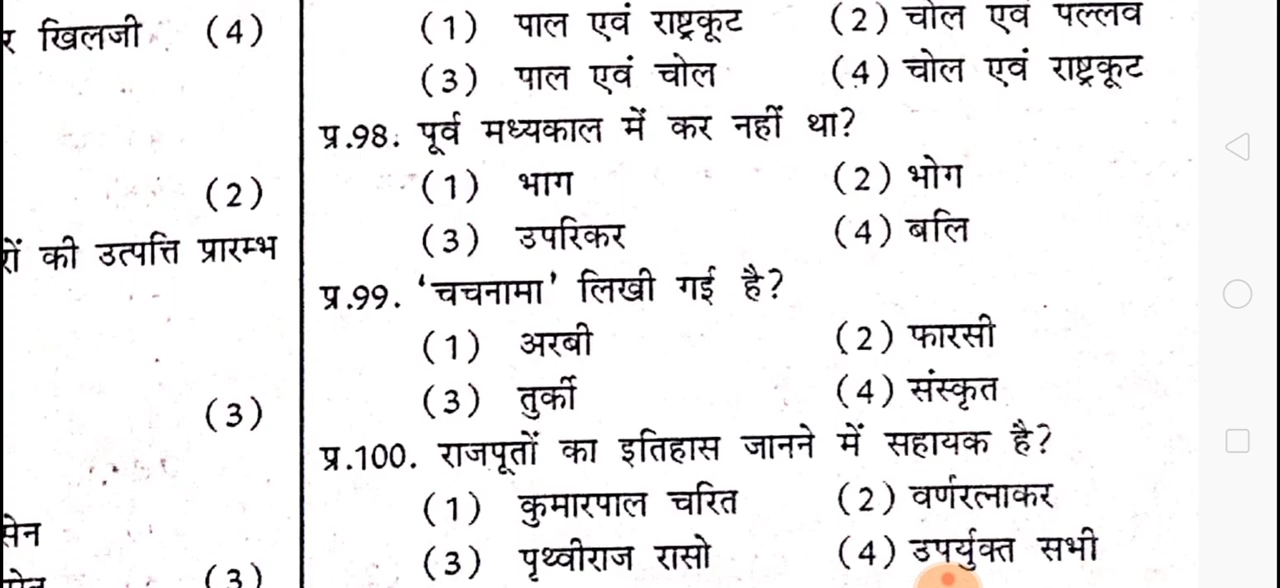 र खिलजी (4)
(2)
रों की उत्पत्ति प्रारम्भ
(3)
सेन
(3)
(1) पाल एवं राष्ट्रकूट (2) चोल एवं पल्लव
(3) पाल एवं चोल (4) चोल एवं राष्ट्रकूट
प्र.98. पूर्व मध्यकाल में कर नहीं था?
(1) भाग (2) भोग
(3) उपरिकर (4) बलि
प्र.99. ‘चचनामा’ लिखी गई है?
(1) अरबी (2) फारसी
(3) तुर्की (4) संस्कृत
प्र.100. राजपूतों का इतिहास जानने में सहायक है?
(1) कुमारपाल चरित (2) वर्णरत्नाकर
(3) पृथ्वीराज रासो (4) उपर्युक्त सभी